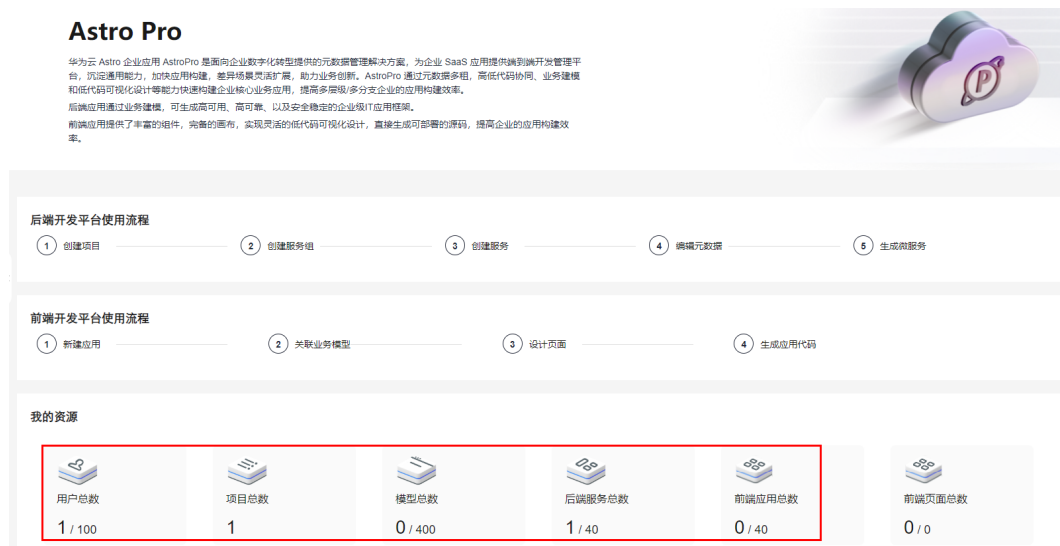 Astro Pro
华为云 Astro 企业应用 AstroPro 是面向企业数字化转型提供的元数据管理解决方案，为企业 SaaS 应用提供端到端开发管理平
台，沉淀通用能力，加快应用构建，差异场景灵活扩展，助力业务创新。AstroPro 通过元数据多租，高低代码协同、业务建模
和低代码可视化设计等能力快速构建企业核心业务应用，提高多层级/多分支企业的应用构建效率。
后端应用通过业务建模，可生成高可用、高可靠、以及安全稳定的企业级IT应用框架。
前端应用提供了丰富的组件，完备的画布，实现灵活的低代码可视化设计，直接生成可部署的源码，提高企业的应用构建效
率。
P
后端开发平台使用流程
1 创建项目 2 创建服务组 3 创建服务 4 编辑元数据 5 生成微服务
前端开发平台使用流程
1 新建应用 2 关联业务模型 3 设计页面 4 生成应用代码
我的资源
用户总数 项目总数 模型总数 后端服务总数 前端应用总数 前端页面总数
1 / 100 1 0 / 400 1 / 40 0 / 40 0 / 0